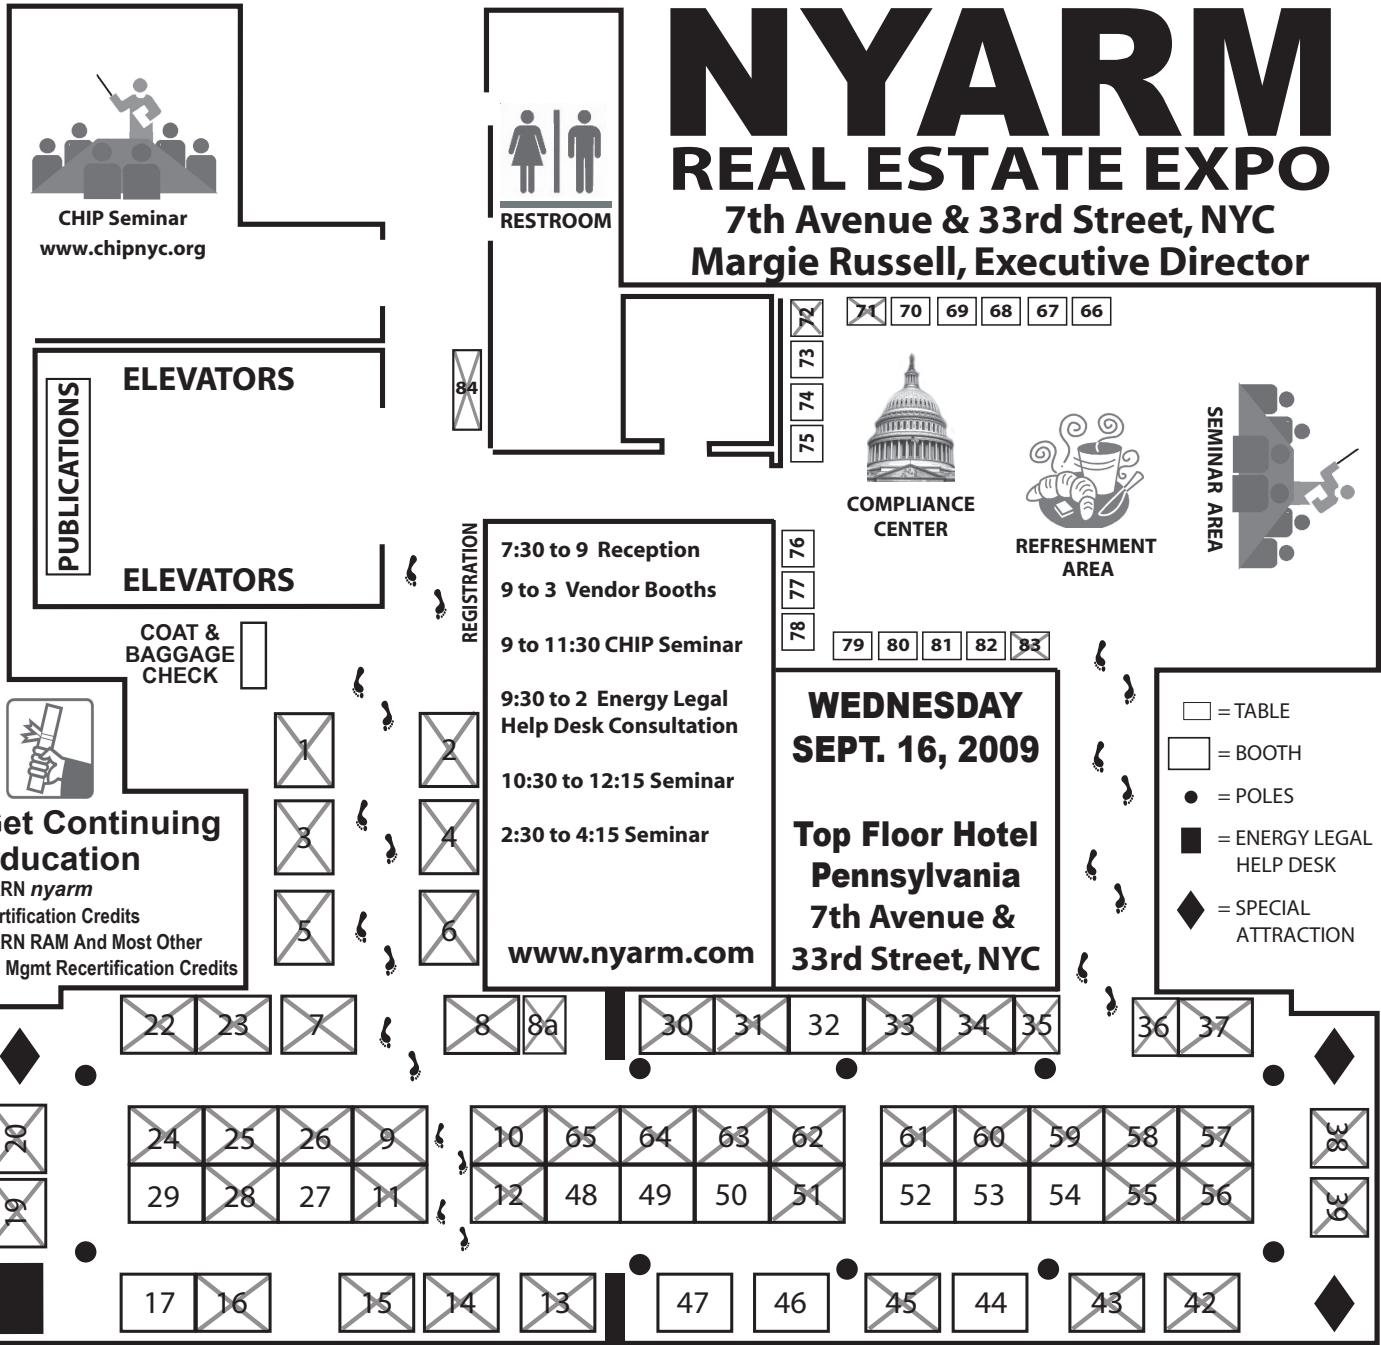 NYARM
REAL ESTATE EXPO
7th Avenue & 33rd Street, NYC
Margie Russell, Executive Director
CHIP Seminar
www.chipnyc.org
RESTROOM
72
71 70 69 68 67 66
73
74
75
84
ELEVATORS
PUBLICATIONS
ELEVATORS
COMPLIANCE
CENTER
REFRESHMENT
AREA
SEMINAR AREA
REGISTRATION
7:30 to 9 Reception
9 to 3 Vendor Booths
9 to 11:30 CHIP Seminar
9:30 to 2 Energy Legal
Help Desk Consultation
10:30 to 12:15 Seminar
2:30 to 4:15 Seminar
www.nyarm.com
76
77
78
79 80 81 82 83
COAT &
BAGGAGE
CHECK
WEDNESDAY
SEPT. 16, 2009
Top Floor Hotel
Pennsylvania
7th Avenue &
33rd Street, NYC
= TABLE
= BOOTH
= POLES
= ENERGY LEGAL
HELP DESK
= SPECIAL
ATTRACTION
1 2
3 4
5 6
et Continuing
ducation
RN nyarm
rtification Credits
RN RAM And Most Other
Mgmt Recertification Credits
22 23 7 8 8a 30 31 32 33 34 35 36 37
20 24 25 26 9 10 65 64 63 62 61 60 59 58 57 38
19 29 28 27 11 12 48 49 50 51 52 53 54 55 56 39
17 16 15 14 13 47 46 45 44 43 42